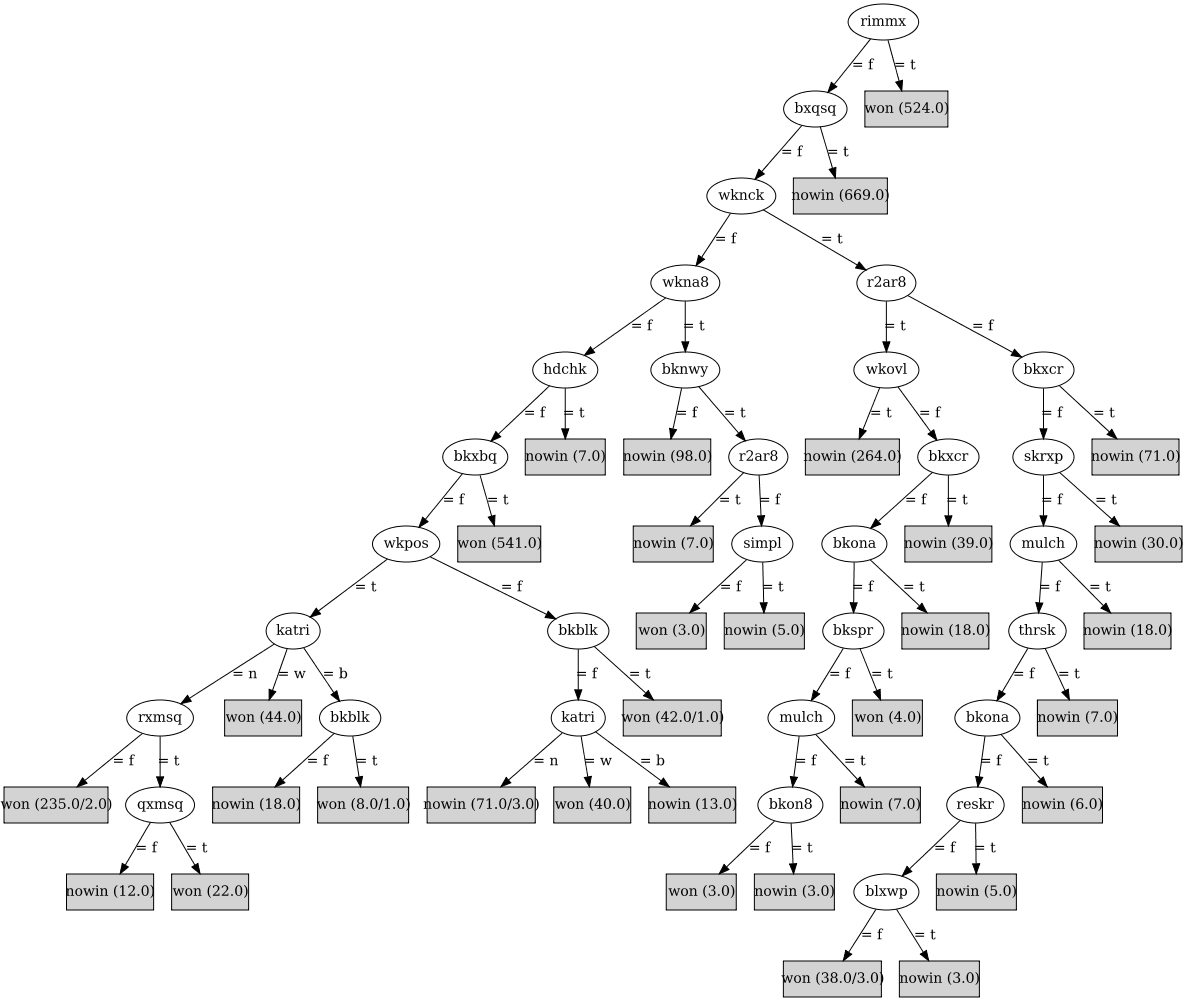 rimmx
= f
= t
bxqsq
won (524.0)
= f
= t
wknck
nowin (669.0)
= f
= t
wkna8
r2ar8
= f
= t
= t
= f
hdchk
bknwy
wkovl
bkxcr
= f
= t
= f
= t
= t
= f
= f
= t
bkxbq
nowin (7.0)
nowin (98.0)
r2ar8
nowin (264.0)
bkxcr
skrxp
nowin (71.0)
= f
= t
= t
= f
= f
= t
= f
= t
wkpos
won (541.0)
nowin (7.0)
simpl
bkona
nowin (39.0)
mulch
nowin (30.0)
= t
= f
= f
= t
= f
= t
= f
= t
katri
bkblk
won (3.0)
nowin (5.0)
bkspr
nowin (18.0)
thrsk
nowin (18.0)
= n
= w
= b
= f
= t
= f
= t
= f
= t
rxmsq
won (44.0)
bkblk
katri
won (42.0/1.0)
mulch
won (4.0)
bkona
nowin (7.0)
= f
= t
= f
= t
= n
= w
= b
= f
= t
= f
= t
won (235.0/2.0)
qxmsq
nowin (18.0)
won (8.0/1.0)
nowin (71.0/3.0)
won (40.0)
nowin (13.0)
bkon8
nowin (7.0)
reskr
nowin (6.0)
= f
= t
= f
= t
= f
= t
nowin (12.0)
won (22.0)
won (3.0)
nowin (3.0)
blxwp
nowin (5.0)
= f
= t
won (38.0/3.0)
nowin (3.0)